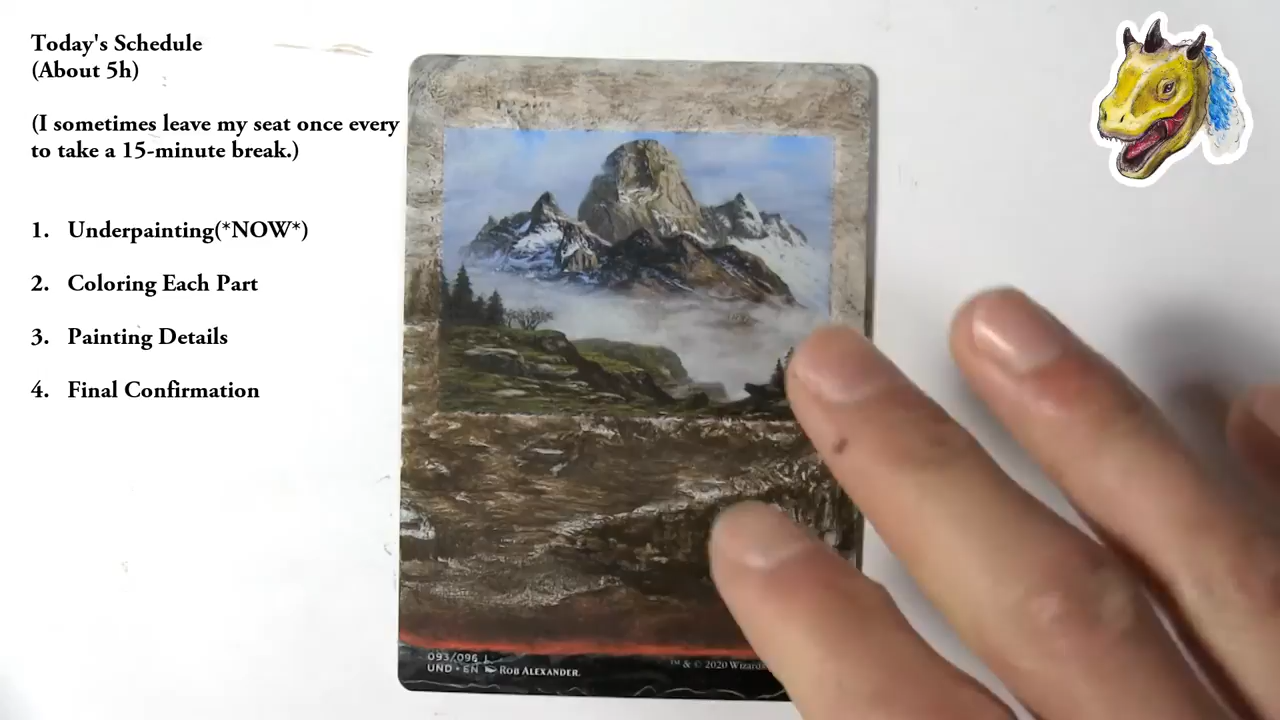 Today's Schedule
(About 5h)
(I sometimes leave my seat once every
to take a 15-minute break.)
1. Underpainting(*NOW*)
2. Coloring Each Part
3. Painting Details
4. Final Confirmation
093/096 L
UND • EN ROB ALEXANDER
™ & © 2020 Wizards